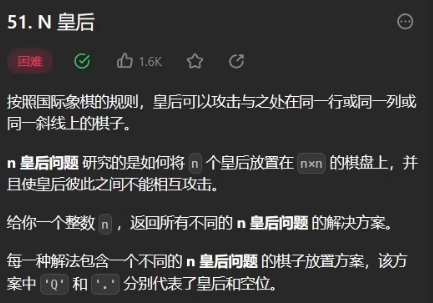 51. N 皇后
困难
1.6K
按照国际象棋的规则，皇后可以攻击与之处在同一行或同一列或
同一斜线上的棋子。
n 皇后问题 研究的是如何将 n 个皇后放置在 n×n 的棋盘上，并
且使皇后彼此之间不能相互攻击。
给你一个整数 n ，返回所有不同的 n 皇后问题 的解决方案。
每一种解法包含一个不同的 n 皇后问题 的棋子放置方案，该方
案中 'Q' 和 '.' 分别代表了皇后和空位。